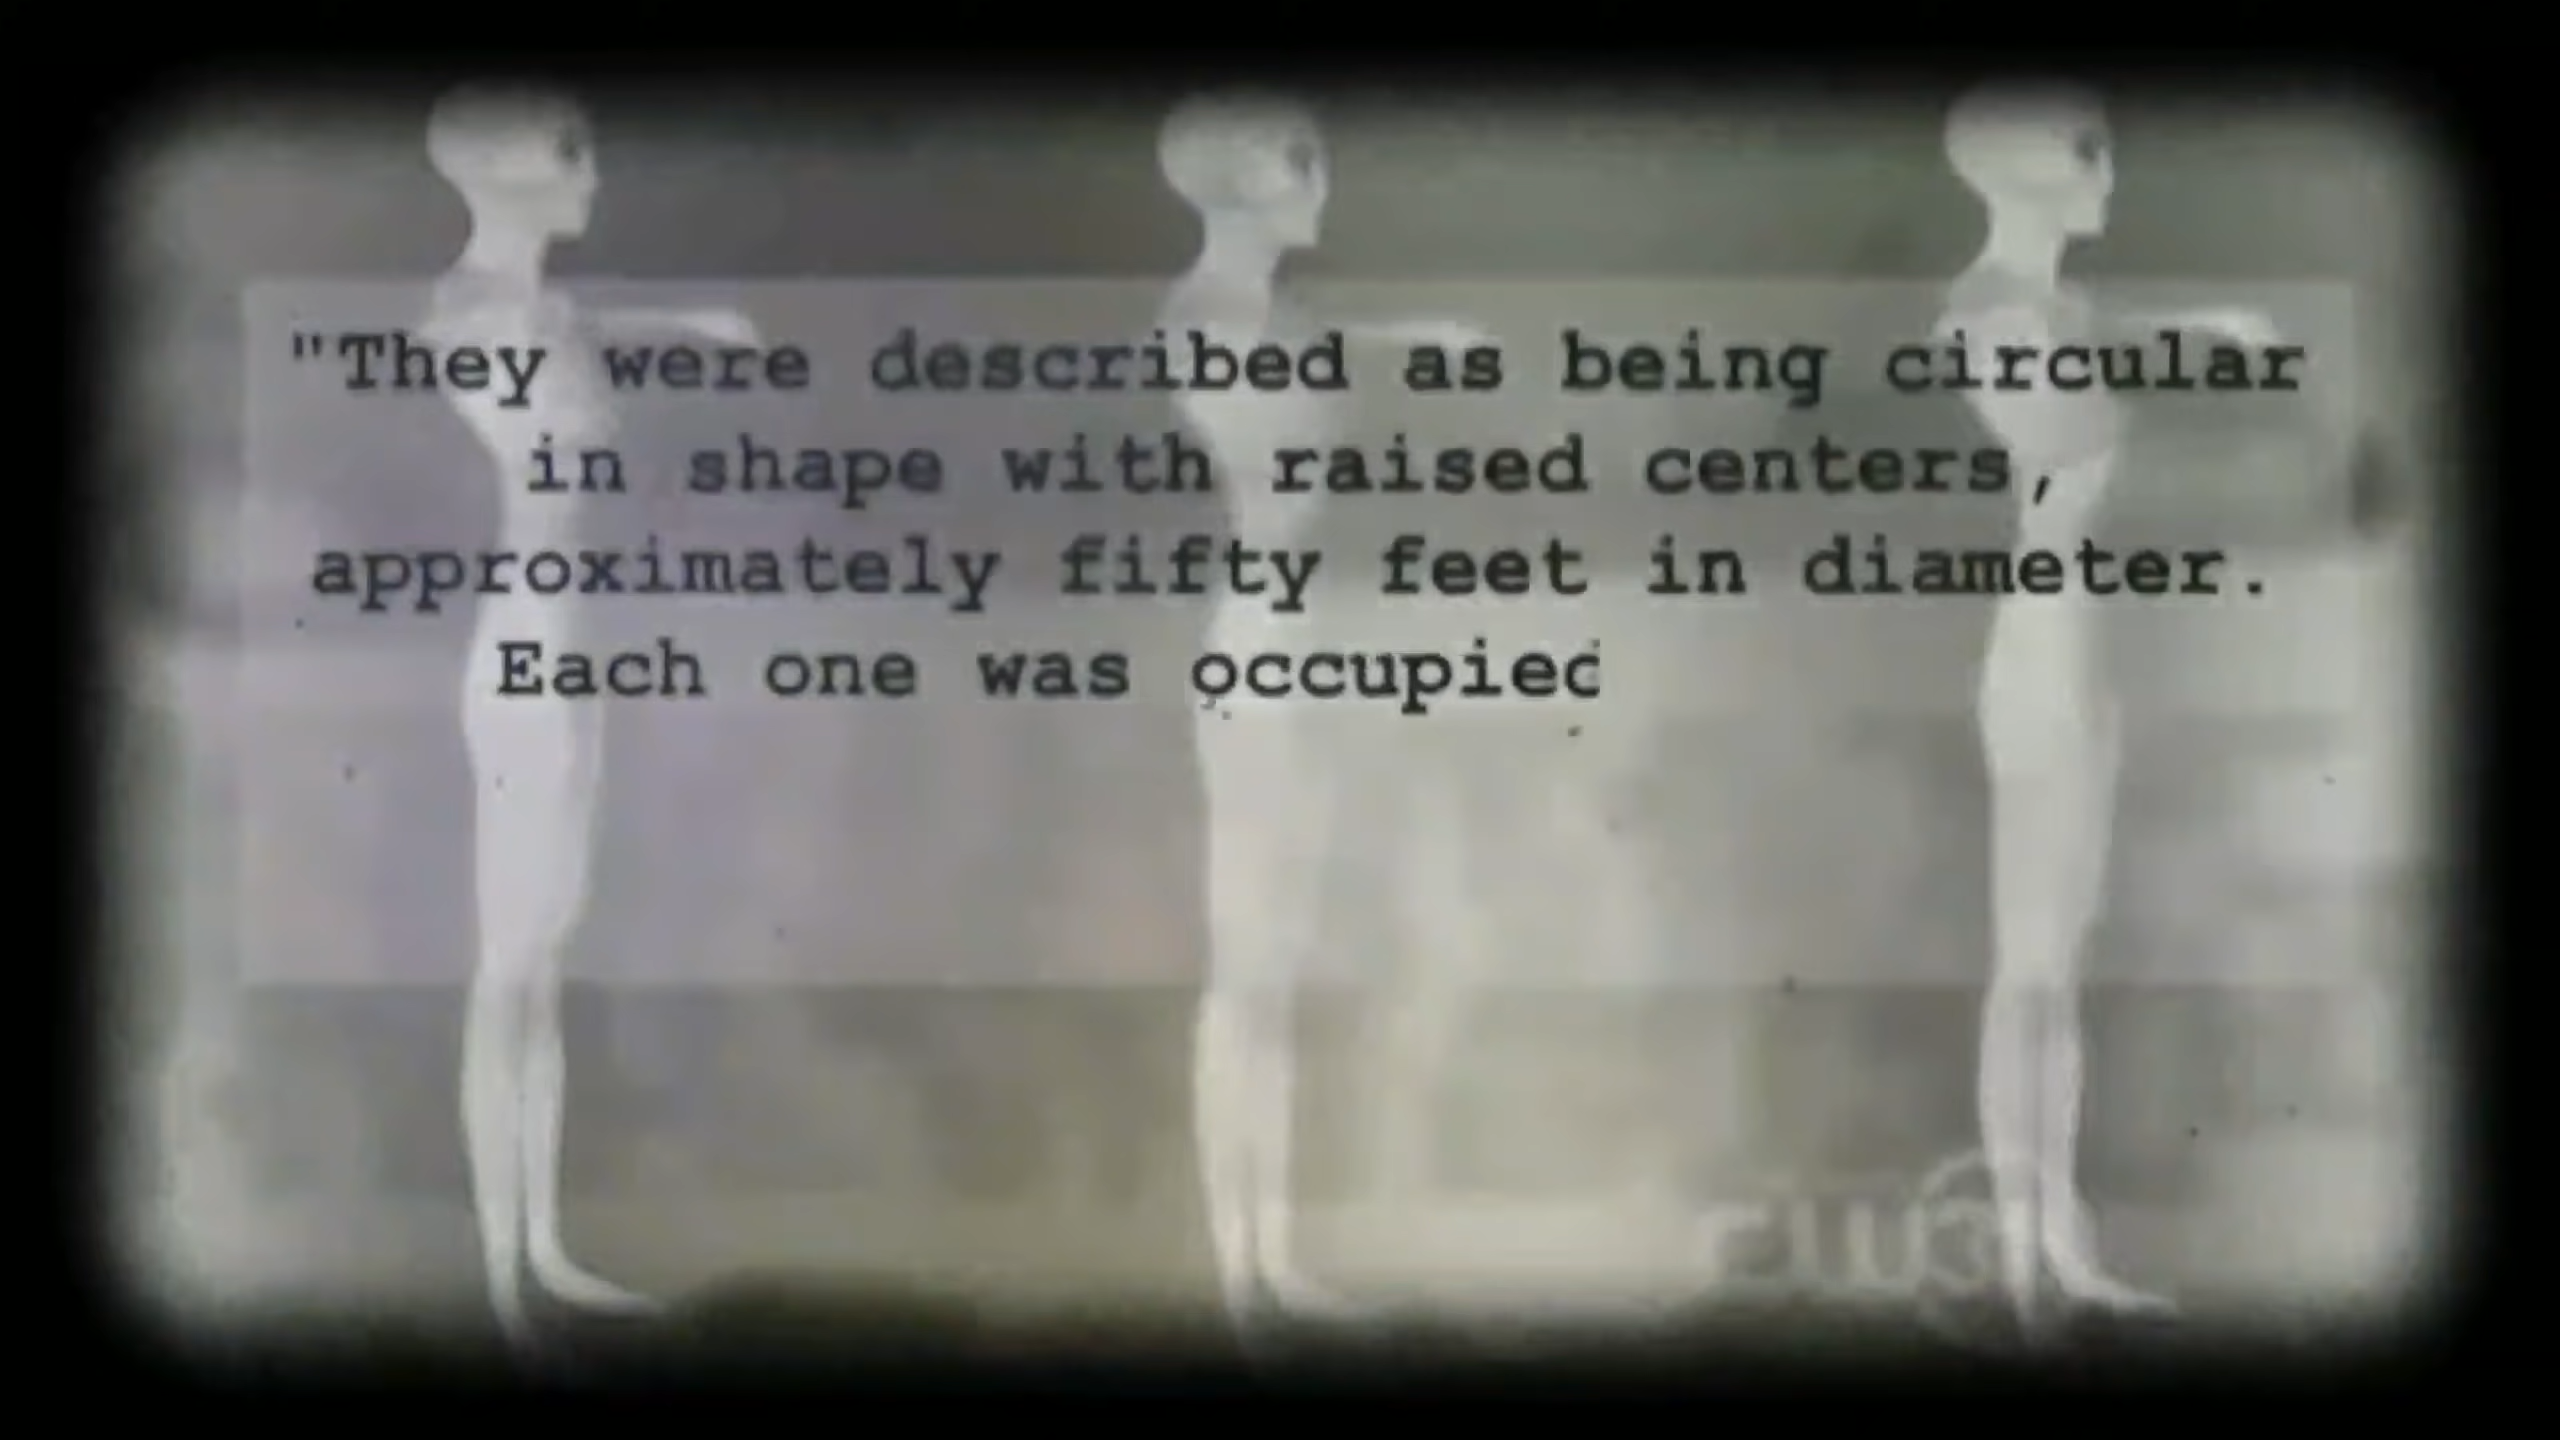 "They were described as being circular
in shape with raised centers,
approximately fifty feet in diameter.
Each one was occupied